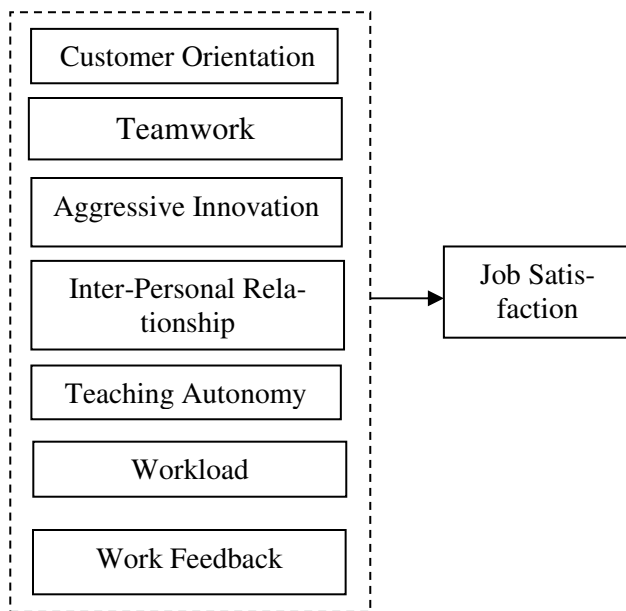 Customer Orientation
Teamwork
Aggressive Innovation
Inter-Personal Rela-
tionship
Teaching Autonomy
Workload
Work Feedback
Job Satis-
faction